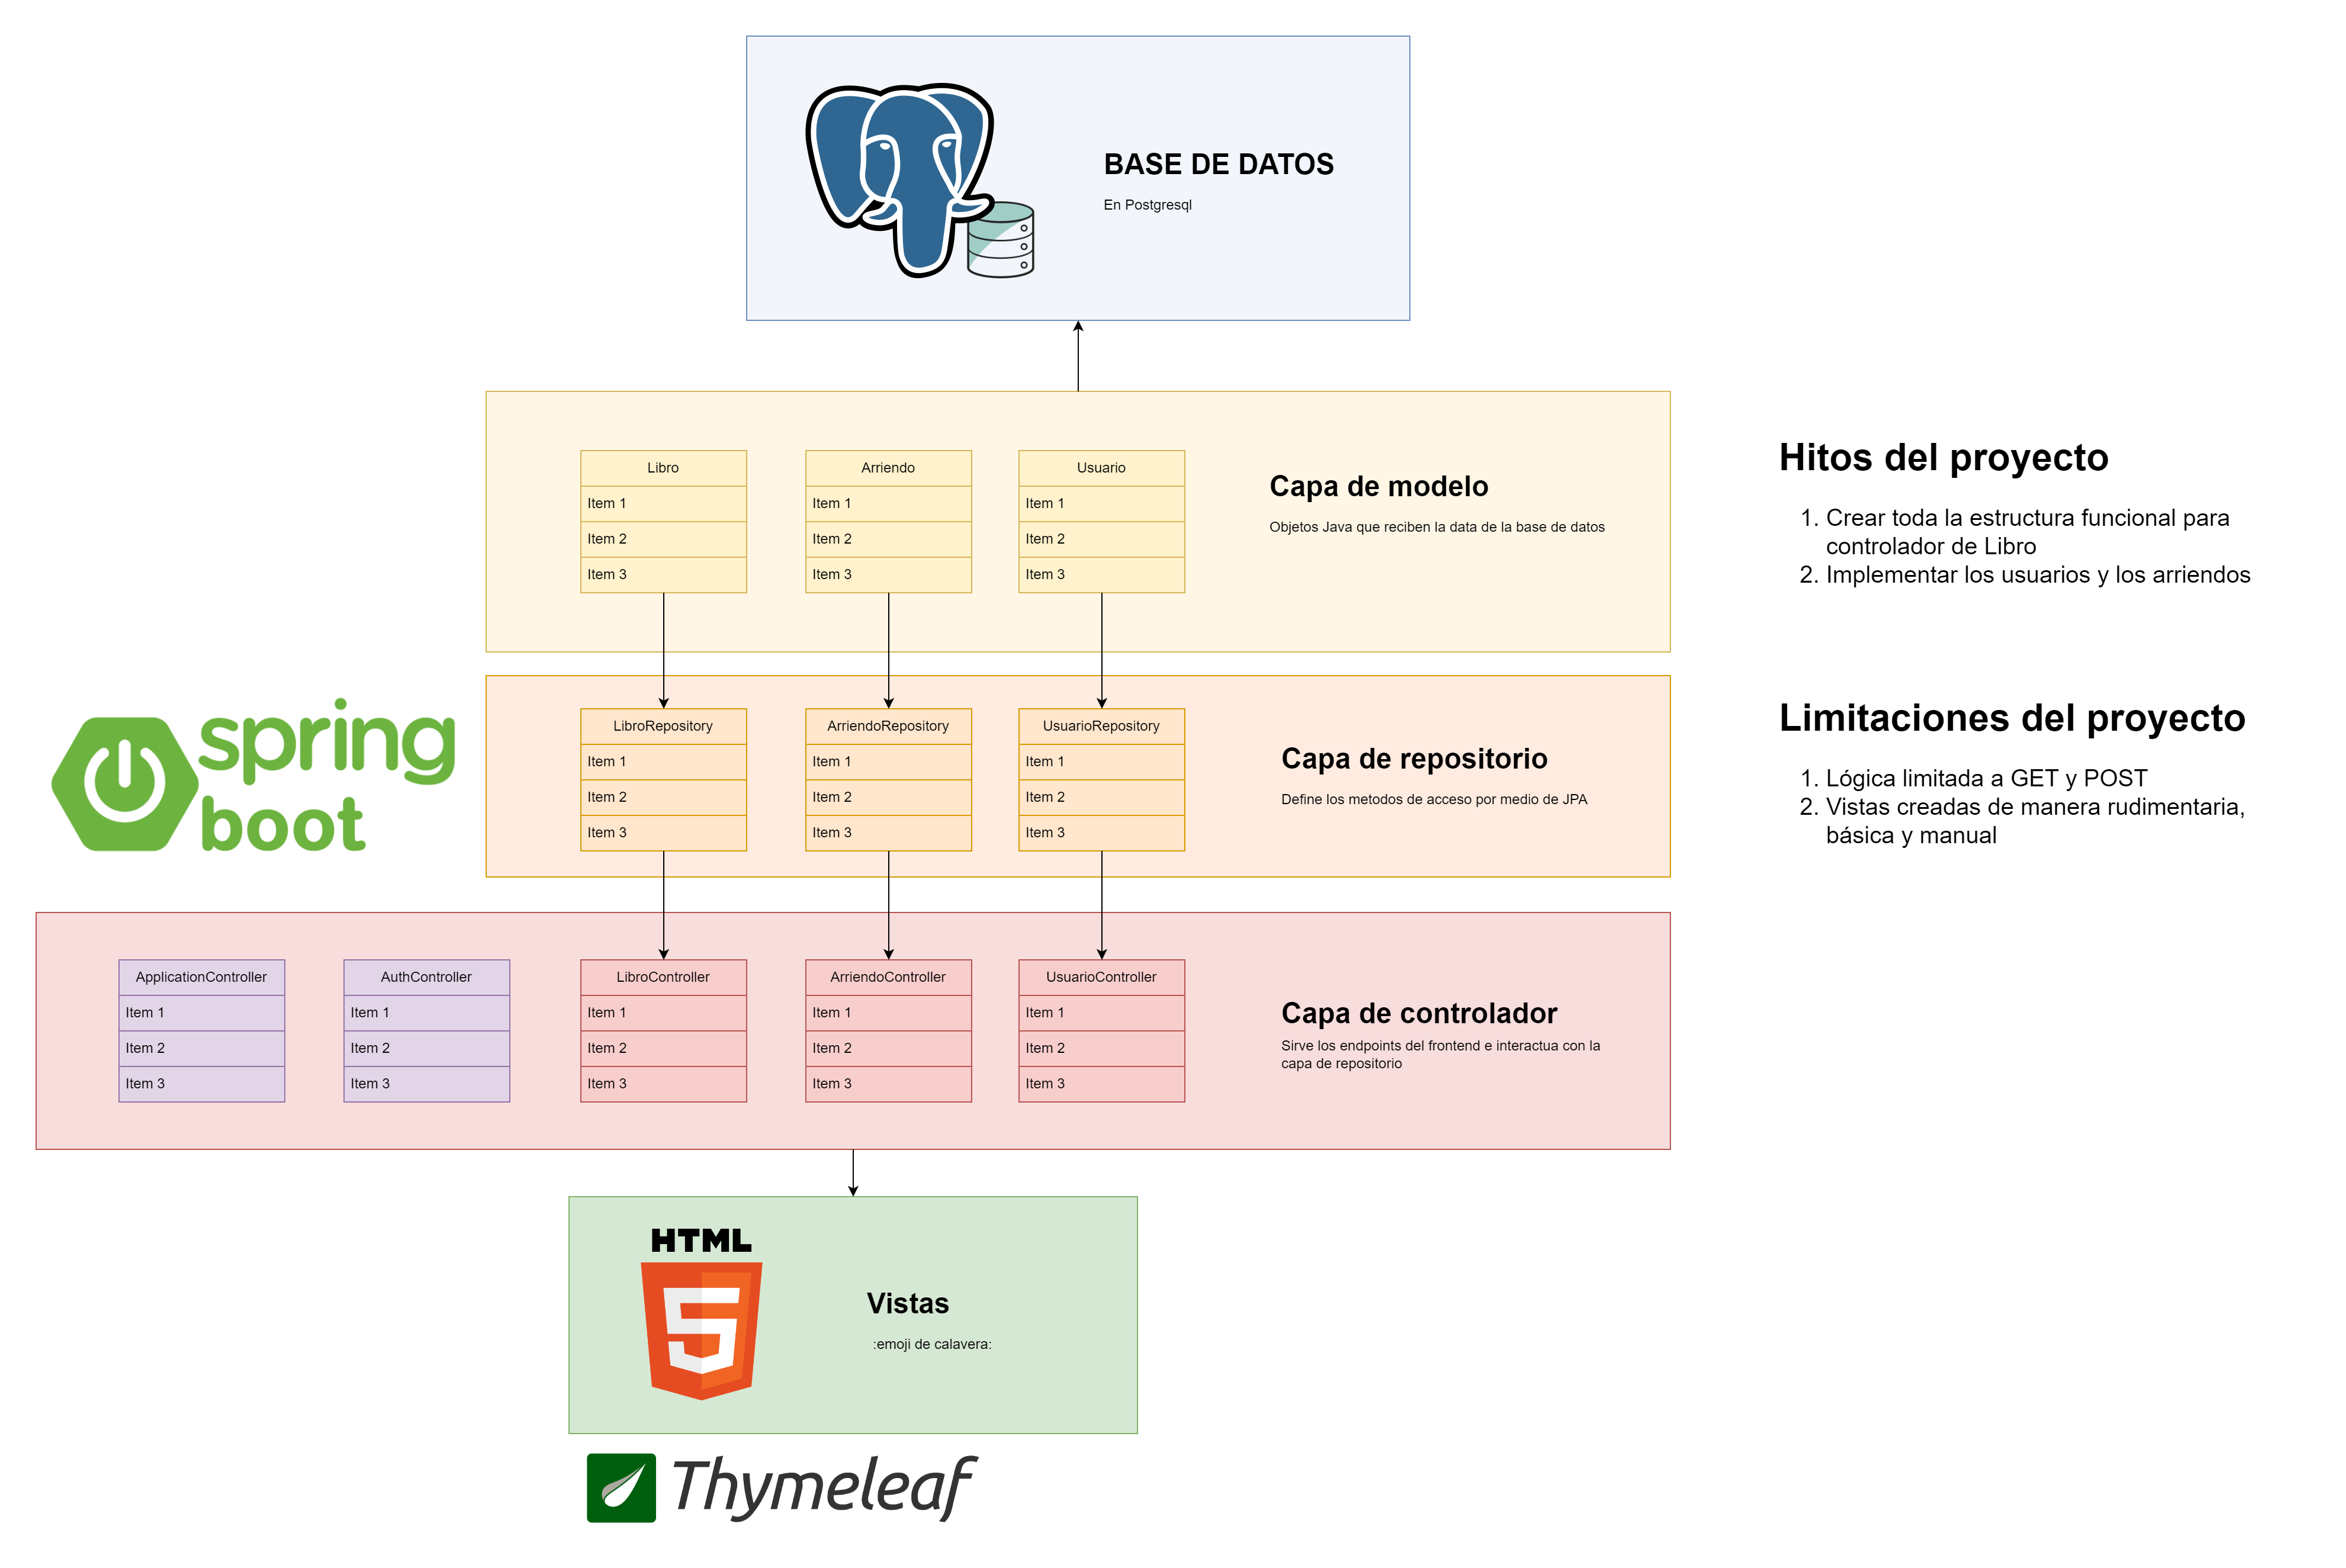 BASE DE DATOS
En Postgresql
Libro
Item 1
Item 2
Item 3
Arriendo
Item 1
Item 2
Item 3
Usuario
Item 1
Item 2
Item 3
Capa de modelo
Objetos Java que reciben la data de la base de datos
Hitos del proyecto
1. Crear toda la estructura funcional para
controlador de Libro
2. Implementar los usuarios y los arriendos
spring
boot
LibroRepository
Item 1
Item 2
Item 3
ArriendoRepository
Item 1
Item 2
Item 3
UsuarioRepository
Item 1
Item 2
Item 3
Capa de repositorio
Define los metodos de acceso por medio de JPA
Limitaciones del proyecto
1. Lógica limitada a GET y POST
2. Vistas creadas de manera rudimentaria,
básica y manual
ApplicationController
Item 1
Item 2
Item 3
AuthController
Item 1
Item 2
Item 3
LibroController
Item 1
Item 2
Item 3
ArriendoController
Item 1
Item 2
Item 3
UsuarioController
Item 1
Item 2
Item 3
Capa de controlador
Sirve los endpoints del frontend e interactua con la
capa de repositorio
HTML
5
Vistas
:emoji de calavera:
Thymeleaf